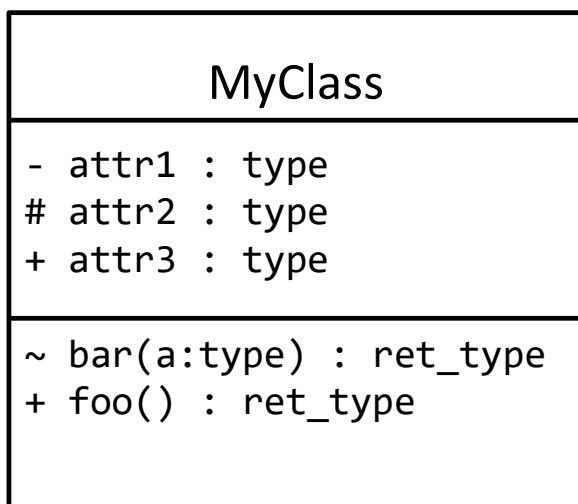 MyClass
- attr1 : type
# attr2 : type
+ attr3 : type
~ bar(a:type) : ret_type
+ foo() : ret_type